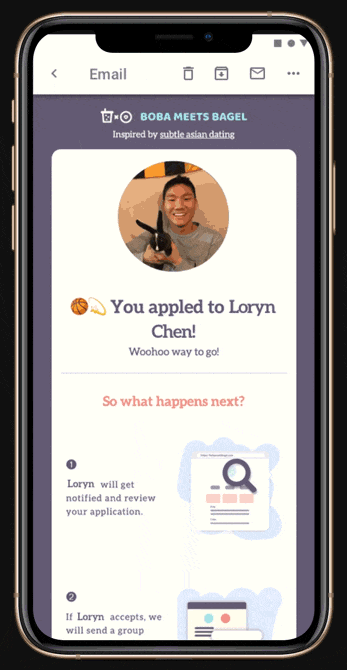 Email
BOBA MEETS BAGEL
Inspired by subtle asian dating
You appled to Loryn
Chen!
Woohoo way to go!
So what happens next?
1
Loryn will get
notified and review
your application.
2
If Loryn accepts, we
will send a group